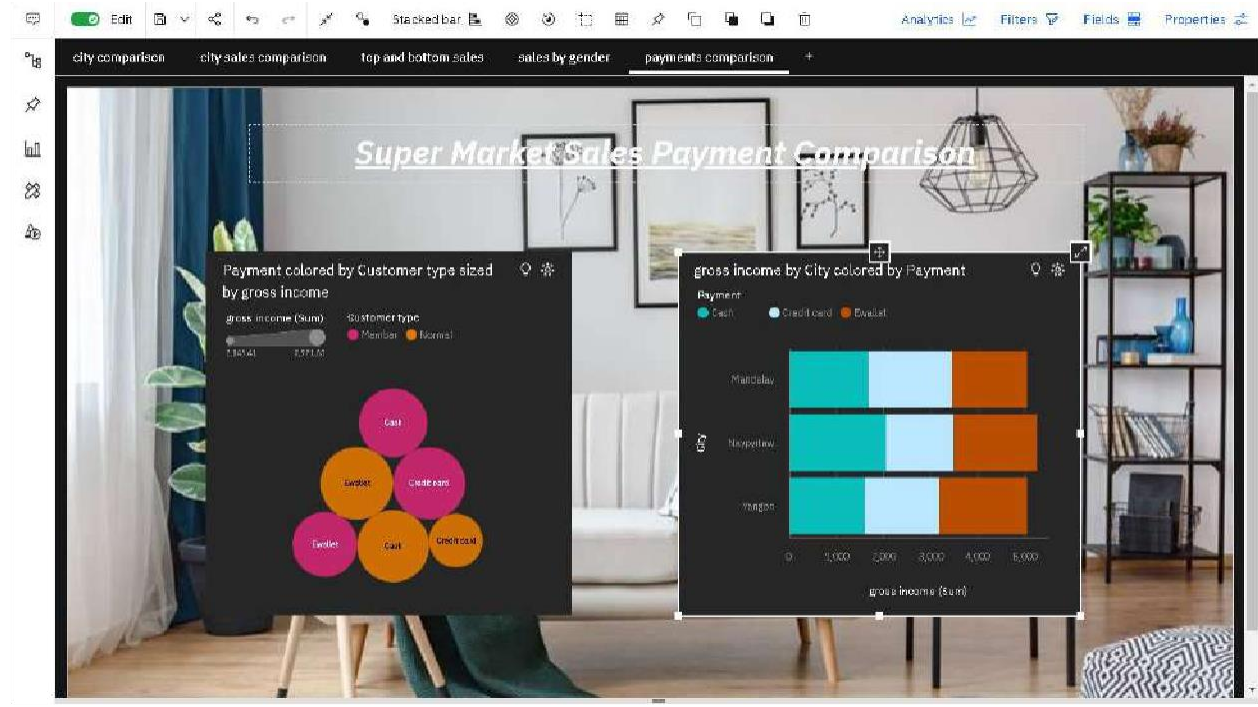 Edit
Stacked bar
Analytics
Filters
Fields
Properties
city comparison
city sales comparison
top and bottom sales
sales by gender
payments comparison
+
Super Market Sales Payment Comparison
Payment colored by Customer type sized
by gross income
gross income (Sum)
Customer type
Member
Normal
Cash
Ewallet
Credit card
Ewallet
Cash
Credit card
gross income by City colored by Payment
Payment
Cash
Credit card
Ewallet
City
Mandalay
Naypyitaw
Yangon
0
1,000
2,000
3,000
4,000
5,000
gross income (Sum)